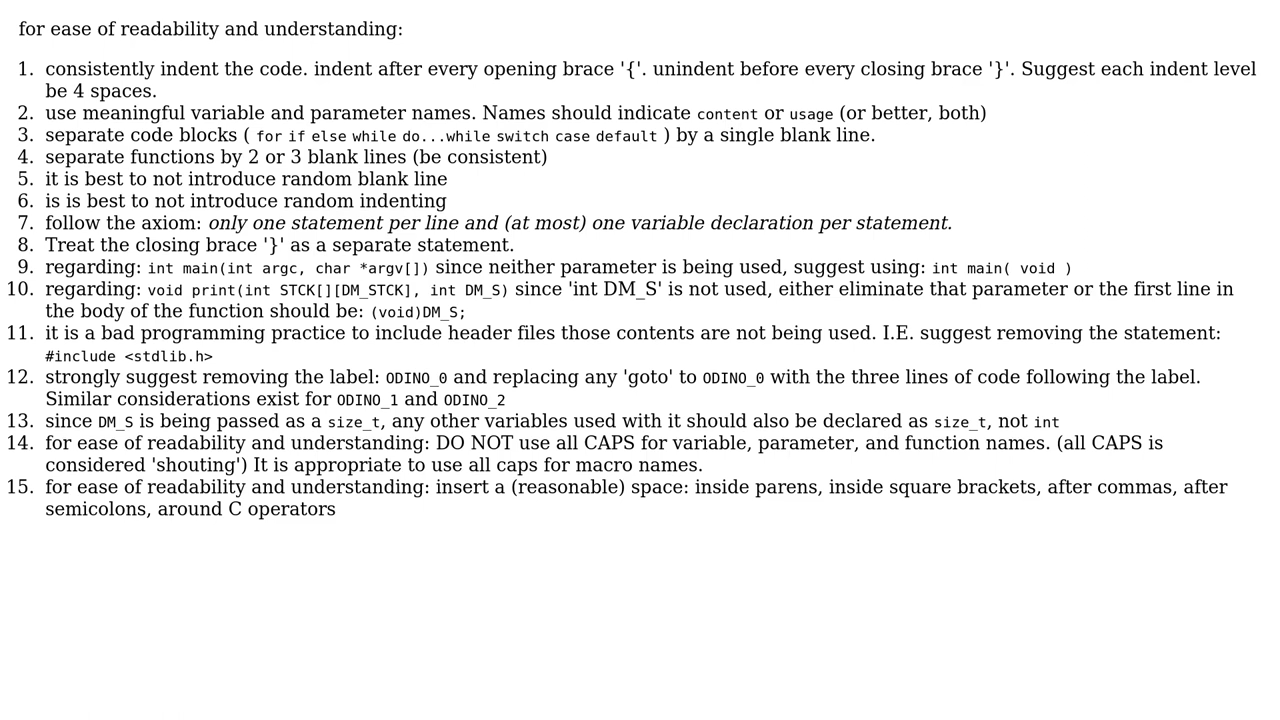 for ease of readability and understanding:
1. consistently indent the code. indent after every opening brace '{'. unindent before every closing brace '}'. Suggest each indent level
be 4 spaces.
2. use meaningful variable and parameter names. Names should indicate content or usage (or better, both)
3. separate code blocks ( for if else while do...while switch case default ) by a single blank line.
4. separate functions by 2 or 3 blank lines (be consistent)
5. it is best to not introduce random blank line
6. is is best to not introduce random indenting
7. follow the axiom: only one statement per line and (at most) one variable declaration per statement.
8. Treat the closing brace '}' as a separate statement.
9. regarding: int main(int argc, char *argv[]) since neither parameter is being used, suggest using: int main( void )
10. regarding: void print(int STCK[][DM_STCK], int DM_S) since 'int DM_S' is not used, either eliminate that parameter or the first line in
the body of the function should be: (void)DM_S;
11. it is a bad programming practice to include header files those contents are not being used. I.E. suggest removing the statement:
#include <stdlib.h>
12. strongly suggest removing the label: ODINO_0 and replacing any 'goto' to ODINO_0 with the three lines of code following the label.
Similar considerations exist for ODINO_1 and ODINO_2
13. since DM_S is being passed as a size_t, any other variables used with it should also be declared as size_t, not int
14. for ease of readability and understanding: DO NOT use all CAPS for variable, parameter, and function names. (all CAPS is
considered 'shouting') It is appropriate to use all caps for macro names.
15. for ease of readability and understanding: insert a (reasonable) space: inside parens, inside square brackets, after commas, after
semicolons, around C operators